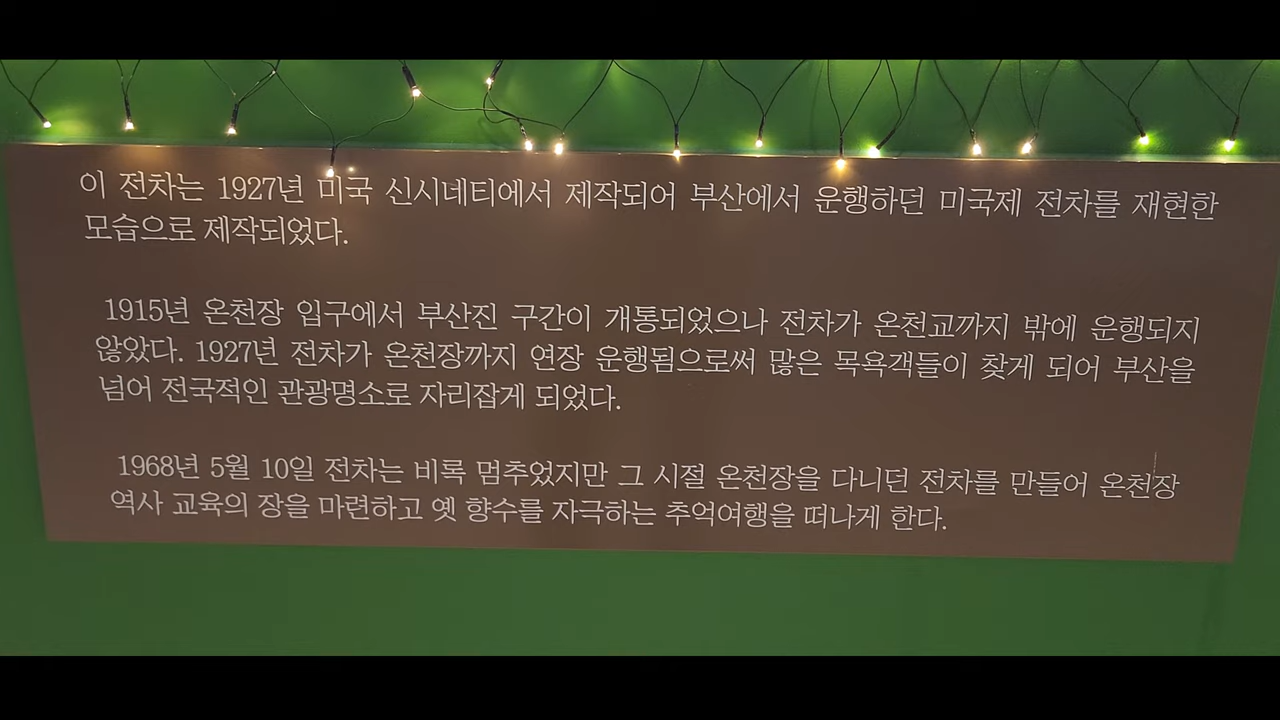 이 전차는 1927년 미국 신시네티에서 제작되어 부산에서 운행하던 미국제 전차를 재현한
모습으로 제작되었다.
1915년 온천장 입구에서 부산진 구간이 개통되었으나 전차가 온천교까지 밖에 운행되지
않았다. 1927년 전차가 온천장까지 연장 운행됨으로써 많은 목욕객들이 찾게 되어 부산을
넘어 전국적인 관광명소로 자리잡게 되었다.
1968년 5월 10일 전차는 비록 멈추었지만 그 시절 온천장을 다니던 전차를 만들어 온천장
역사 교육의 장을 마련하고 옛 향수를 자극하는 추억여행을 떠나게 한다.